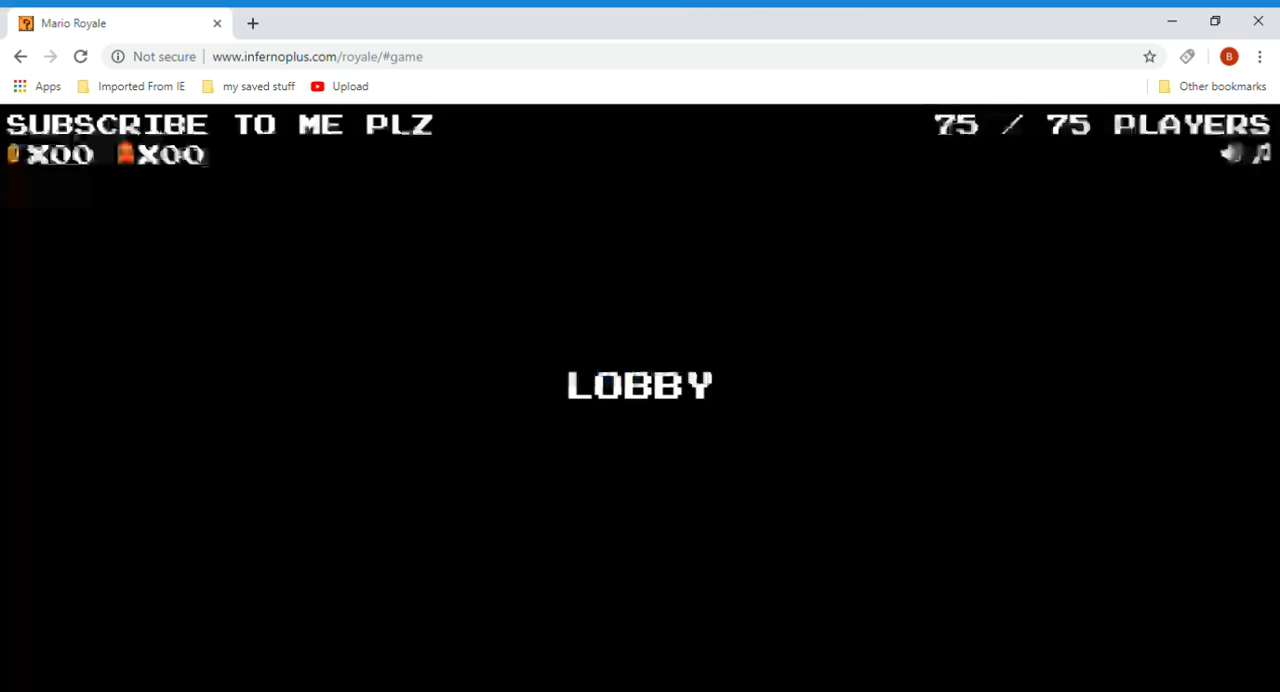 Mario Royale
Not secure www.infernoplus.com/royale/#game
B
Apps Imported From IE my saved stuff Upload Other bookmarks
SUBSCRIBE TO ME PLZ 75 / 75 PLAYERS
X00 X00
LOBBY